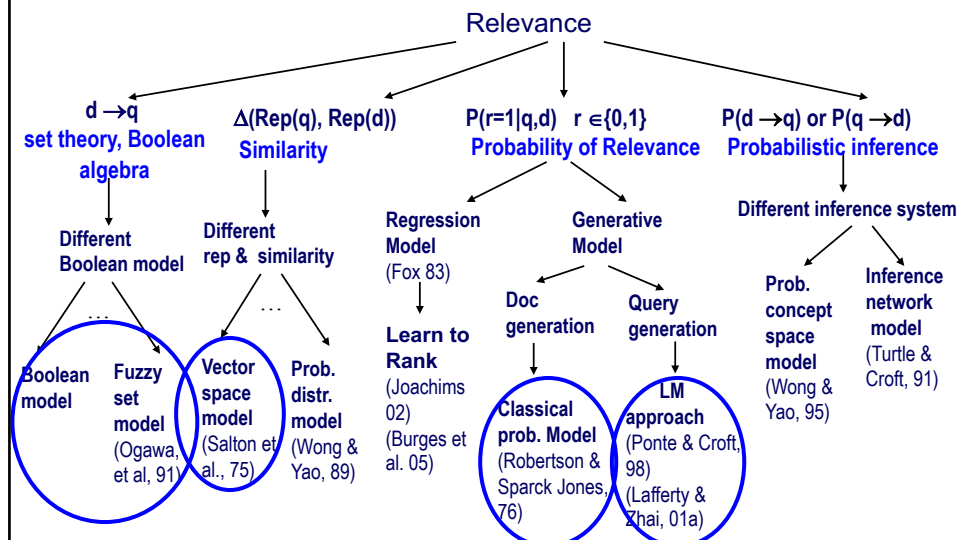 Relevance
d →q
set theory, Boolean
algebra
Δ(Rep(q), Rep(d))
Similarity
P(r=1|q,d) r ∈{0,1}
Probability of Relevance
P(d →q) or P(q →d)
Probabilistic inference
Different
Boolean model
…
Boolean
model
Fuzzy
set
model
(Ogawa,
et al, 91)
Different
rep & similarity
…
Vector
space
model
(Salton et
al., 75)
Prob.
distr.
model
(Wong &
Yao, 89)
Regression
Model
(Fox 83)
Learn to
Rank
(Joachims
02)
(Burges et
al. 05)
Generative
Model
Doc
generation
Classical
prob. Model
(Robertson &
Sparck Jones,
76)
Query
generation
LM
approach
(Ponte & Croft,
98)
(Lafferty &
Zhai, 01a)
Different inference system
Prob.
concept
space
model
(Wong &
Yao, 95)
Inference
network
model
(Turtle &
Croft, 91)